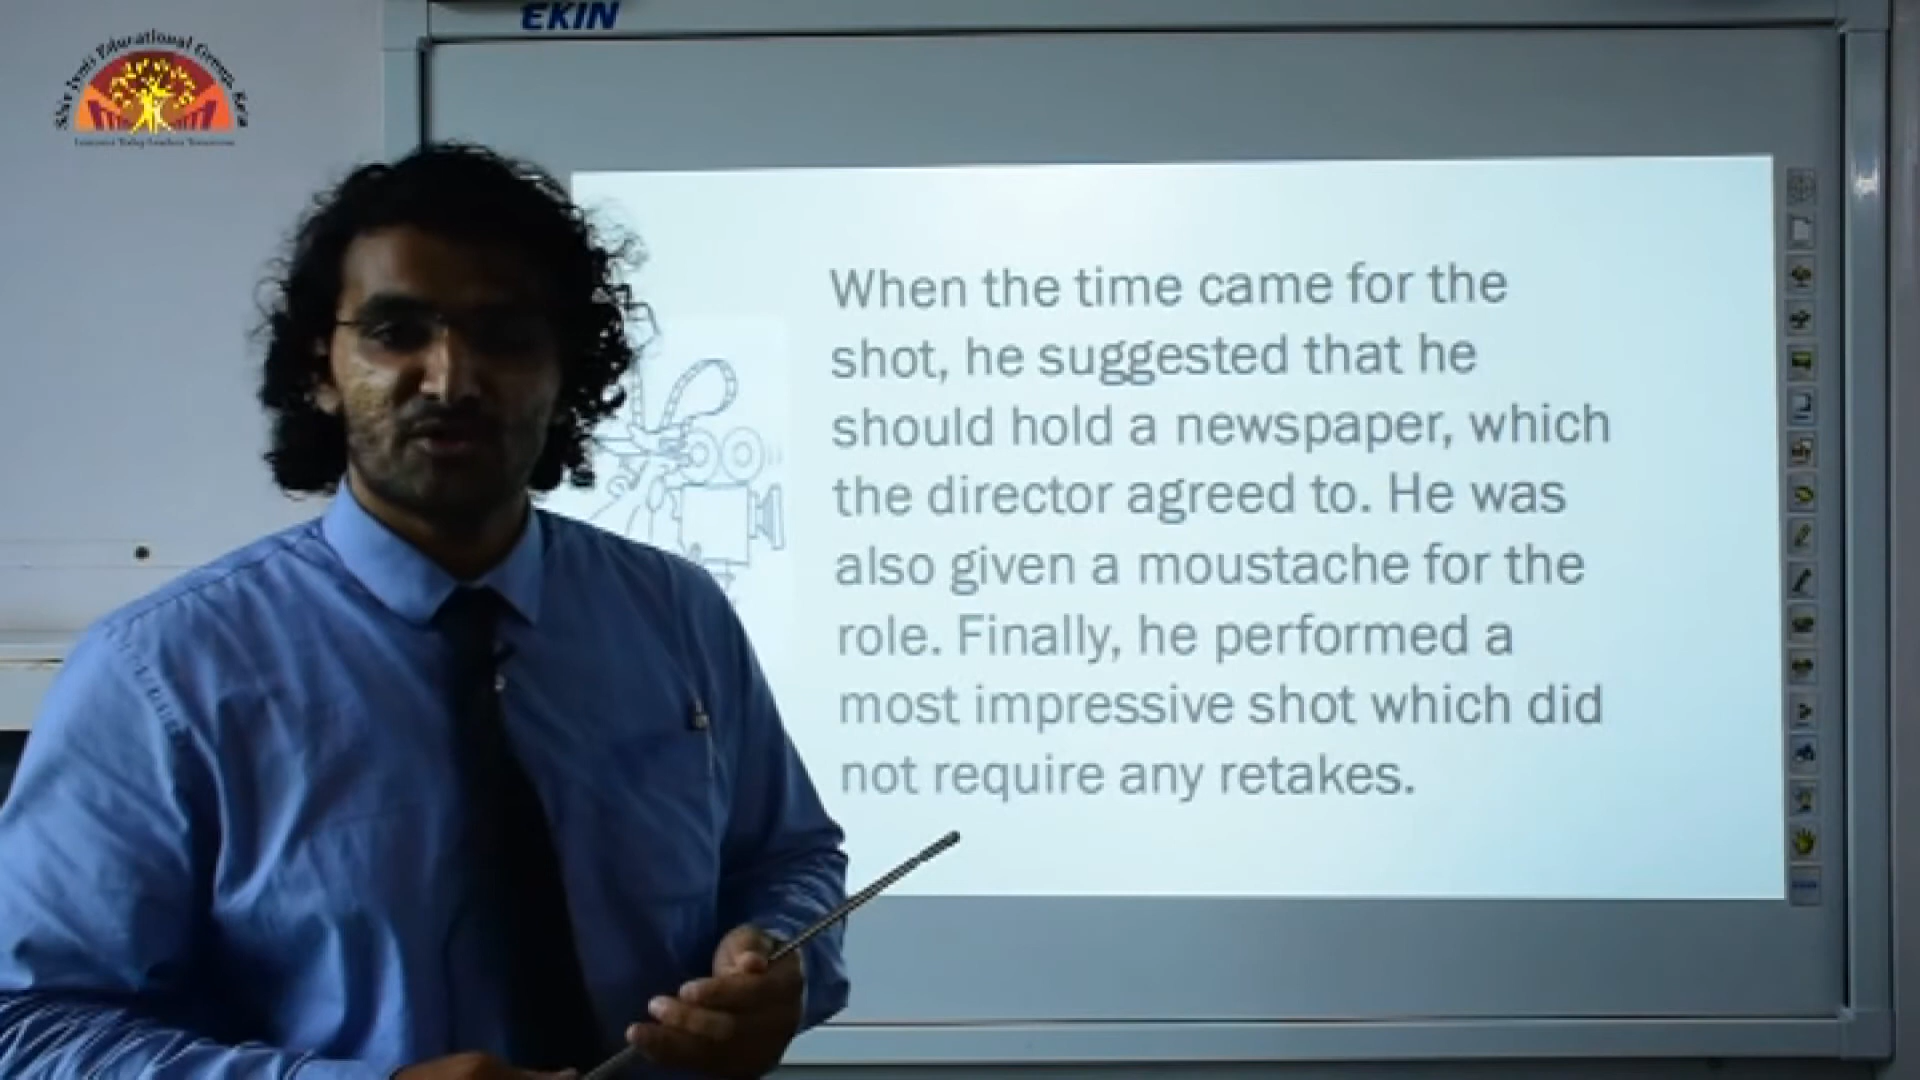 EKIN
When the time came for the
shot, he suggested that he
should hold a newspaper, which
the director agreed to. He was
also given a moustache for the
role. Finally, he performed a
most impressive shot which did
not require any retakes.